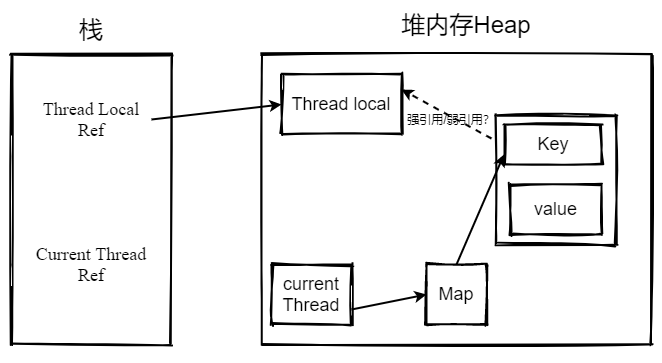 栈
堆内存Heap
Thread Local
Ref
Thread local
强引用/弱引用?
Key
value
Current Thread
Ref
current
Thread
Map